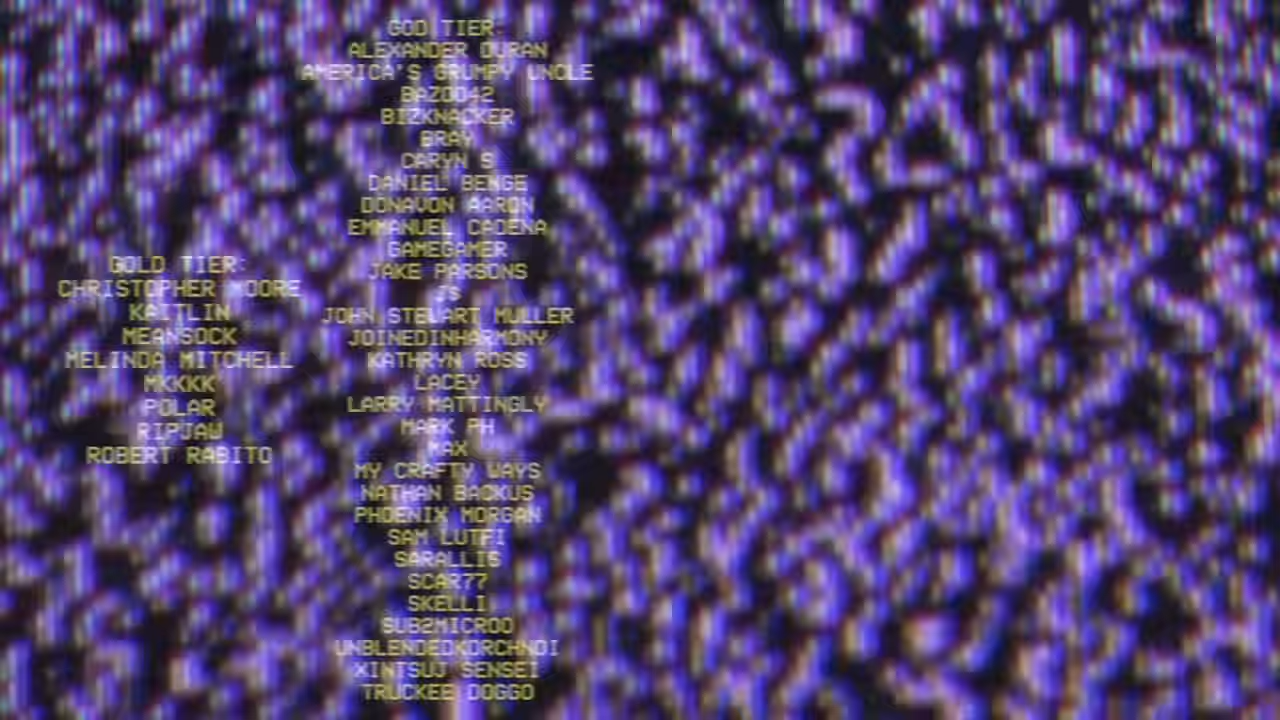 GOLD TIER:
CHRISTOPHER MOORE
KAITLIN
MEANSOCK
MELINDA MITCHELL
MKKKK
POLAR
RIPJAW
ROBERT RABITO
GOD TIER:
ALEXANDER DURAN
AMERICA'S GRUMPY UNCLE
BAZOO42
BIZKNACKER
BRAY
CARYN S
DANIEL BENGE
DONAVON AARON
EMMANUEL CADENA
GAMEGAMER
JAKE PARSONS
JS
JOHN STEWART MULLER
JOINEDINHARMONY
KATHRYN ROSS
LACEY
LARRY MATTINGLY
MARK PH
MAX
MY CRAFTY WAYS
NATHAN BACKUS
PHOENIX MORGAN
SAM LUTFI
SARALLIS
SCAR77
SKELLI
SUB2MICROO
UNBLENDEDKORCHNOI
XINTSUJ SENSEI
TRUCKEE DOGGO